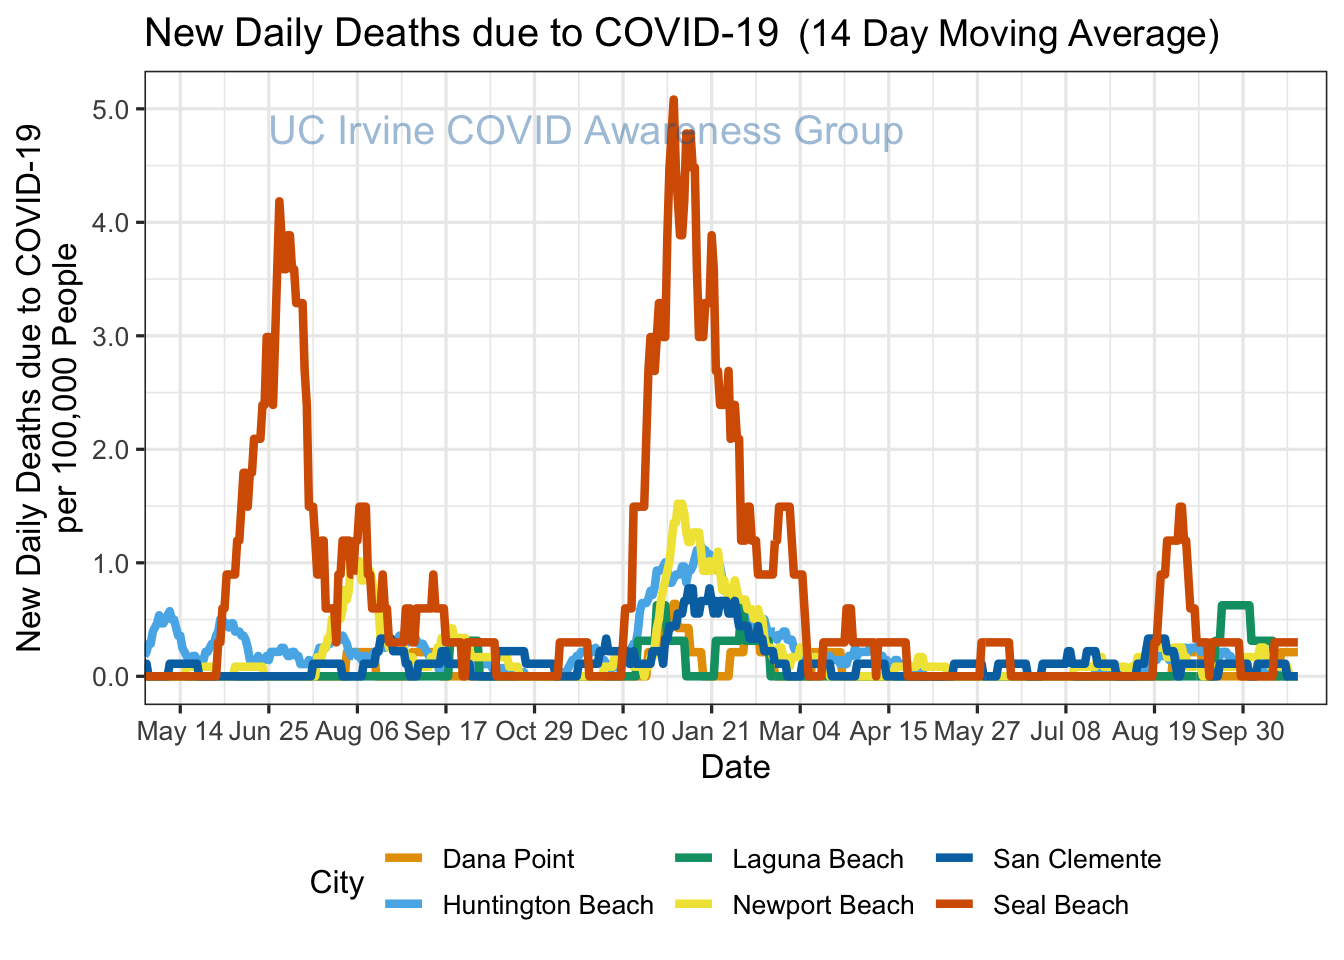 New Daily Deaths due to COVID-19 (14 Day Moving Average)
UC Irvine COVID Awareness Group
New Daily Deaths due to COVID-19
per 100,000 People
5.0
4.0
3.0
2.0
1.0
0.0
May 14 Jun 25 Aug 06 Sep 17 Oct 29 Dec 10 Jan 21 Mar 04 Apr 15 May 27 Jul 08 Aug 19 Sep 30
Date
City
Dana Point Laguna Beach San Clemente
Huntington Beach Newport Beach Seal Beach